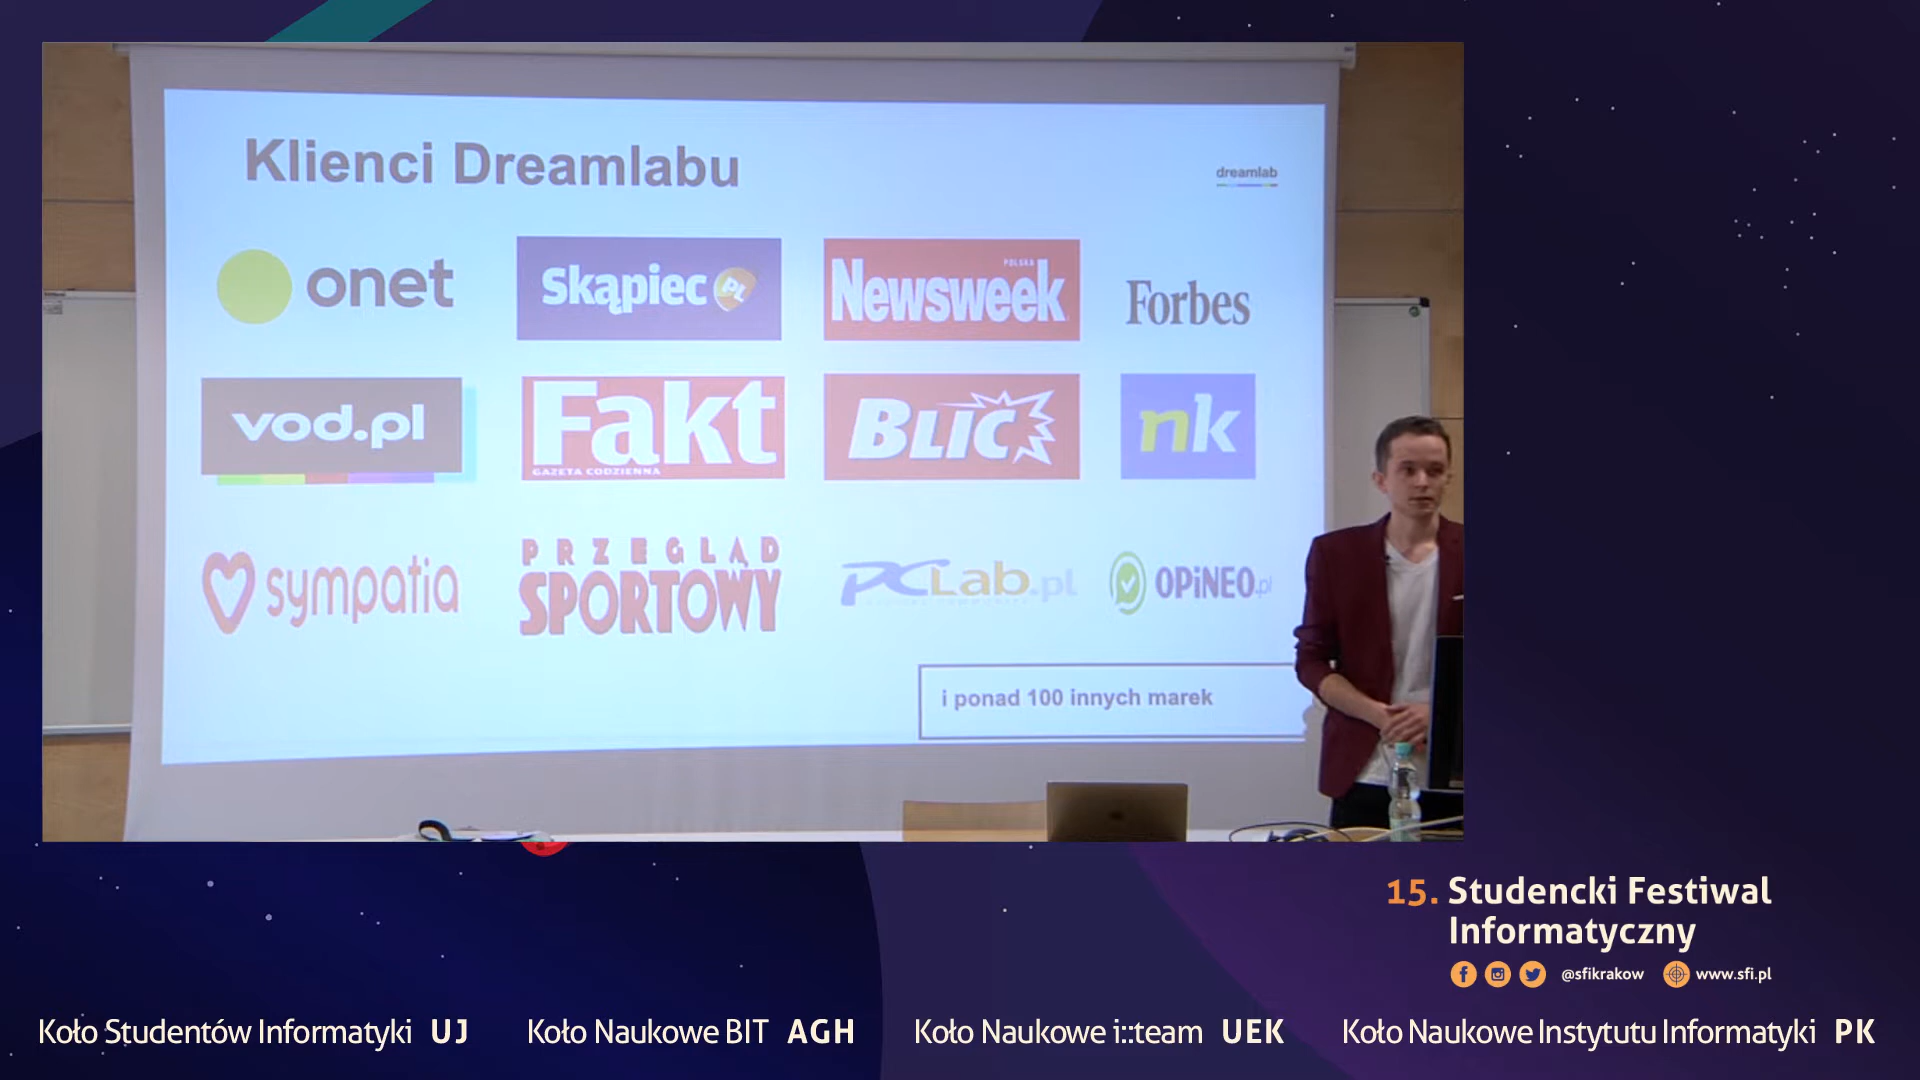 Klienci Dreamlabu
dreamlab
onet
Skąpiec PL
POLSKA
Newsweek
Forbes
vod.pl
Fakt
GAZETA CODZIENNA
BLIC
nk
sympatia
PRZEGLĄD
SPORTOWY
PCLab.pl
OPiNEO.pl
i ponad 100 innych marek
15. Studencki Festiwal
Informatyczny
@sfikrakow www.sfi.pl
Koło Studentów Informatyki UJ Koło Naukowe BIT AGH Koło Naukowe i::team UEK Koło Naukowe Instytutu Informatyki PK